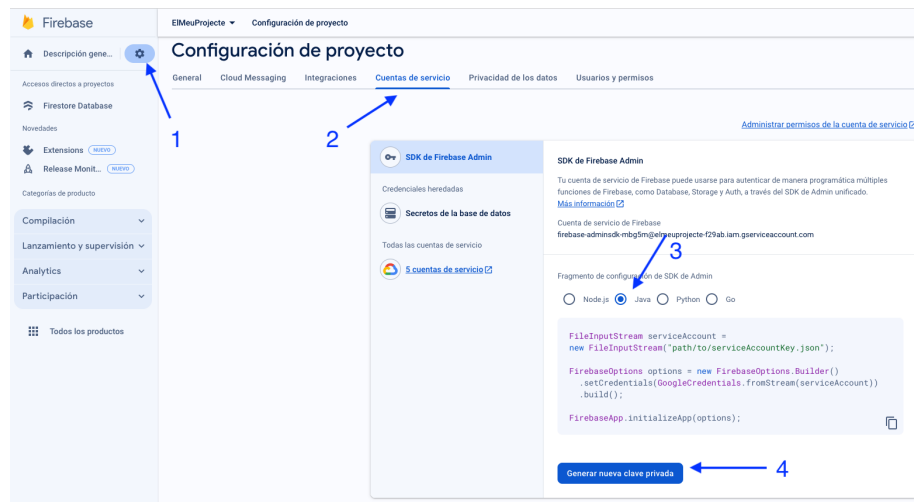 Firebase
ElMeuProjecte
Configuración de proyecto
Descripción gene...
Configuración de proyecto
General
Cloud Messaging
Integraciones
Cuentas de servicio
Privacidad de los datos
Usuarios y permisos
Accesos directos a proyectos
Firestore Database
Novedades
Extensions NUEVO
Release Monit... NUEVO
Categorías de producto
Compilación
Lanzamiento y supervisión
Analytics
Participación
Todos los productos
1
2
Administrar permisos de la cuenta de servicio
SDK de Firebase Admin
Credenciales heredadas
Secretos de la base de datos
Todas las cuentas de servicio
5 cuentas de servicio
SDK de Firebase Admin
Tu cuenta de servicio de Firebase puede usarse para autenticar de manera programática múltiples
funciones de Firebase, como Database, Storage y Auth, a través del SDK de Admin unificado.
Más información
Cuenta de servicio de Firebase
firebase-adminsdk-mbg5m@elmeuprojecte-f29ab.iam.gserviceaccount.com
3
Fragmento de configuración de SDK de Admin
Node.js Java Python Go
FileInputStream serviceAccount =
new FileInputStream("path/to/serviceAccountKey.json");
FirebaseOptions options = new FirebaseOptions.Builder()
.setCredentials(GoogleCredentials.fromStream(serviceAccount))
.build();
FirebaseApp.initializeApp(options);
Generar nueva clave privada
4